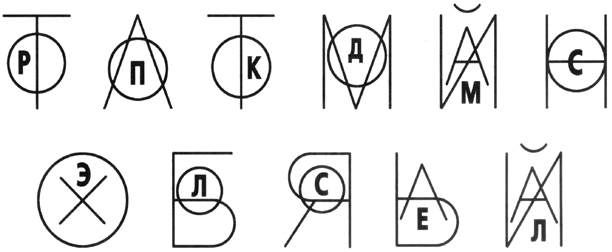 Р П К Д М С
Э Л С Е Л